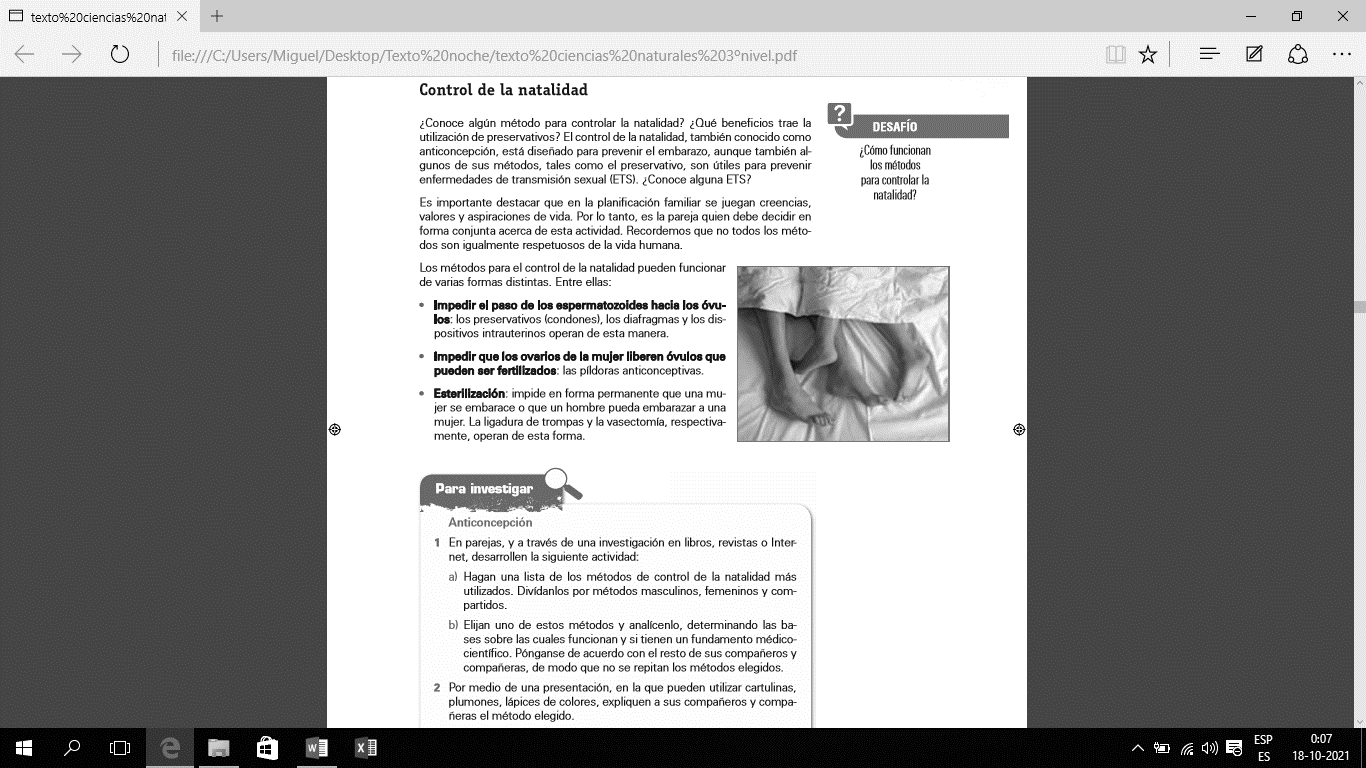 texto%20ciencias%20nat
file:///C:/Users/Miguel/Desktop/Texto%20noche/texto%20ciencias%20naturales%203ºnivel.pdf
Control de la natalidad
¿Conoce algún método para controlar la natalidad? ¿Qué beneficios trae la
utilización de preservativos? El control de la natalidad, también conocido como
anticoncepción, está diseñado para prevenir el embarazo, aunque también al-
gunos de sus métodos, tales como el preservativo, son útiles para prevenir
enfermedades de transmisión sexual (ETS). ¿Conoce alguna ETS?
Es importante destacar que en la planificación familiar se juegan creencias,
valores y aspiraciones de vida. Por lo tanto, es la pareja quien debe decidir en
forma conjunta acerca de esta actividad. Recordemos que no todos los méto-
dos son igualmente respetuosos de la vida humana.
?
DESAFÍO
¿Cómo funcionan
los métodos
para controlar la
natalidad?
Los métodos para el control de la natalidad pueden funcionar
de varias formas distintas. Entre ellas:
• Impedir el paso de los espermatozoides hacia los óvu-
los: los preservativos (condones), los diafragmas y los dis-
positivos intrauterinos operan de esta manera.
• Impedir que los ovarios de la mujer liberen óvulos que
pueden ser fertilizados: las píldoras anticonceptivas.
• Esterilización: impide en forma permanente que una mu-
jer se embarace o que un hombre pueda embarazar a una
mujer. La ligadura de trompas y la vasectomía, respectiva-
mente, operan de esta forma.
Para investigar
Anticoncepción
1 En parejas, y a través de una investigación en libros, revistas o Inter-
net, desarrollen la siguiente actividad:
a) Hagan una lista de los métodos de control de la natalidad más
utilizados. Divídanlos por métodos masculinos, femeninos y com-
partidos.
b) Elijan uno de estos métodos y analícenlo, determinando las ba-
ses sobre las cuales funcionan y si tienen un fundamento médico-
científico. Pónganse de acuerdo con el resto de sus compañeros y
compañeras, de modo que no se repitan los métodos elegidos.
2 Por medio de una presentación, en la que pueden utilizar cartulinas,
plumones, lápices de colores, expliquen a sus compañeros y compa-
ñeras el método elegido.
ESP
ES
0:07
18-10-2021